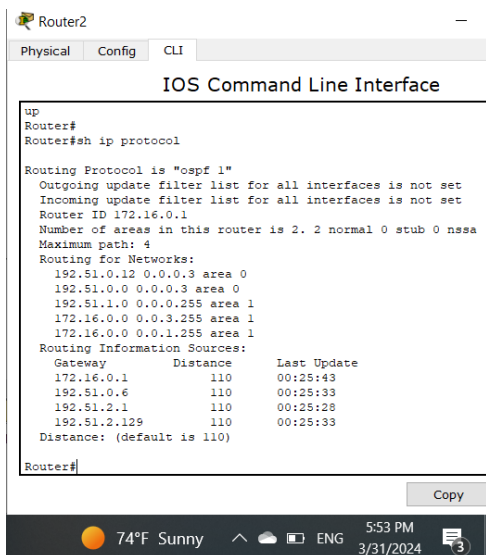 Router2
Physical Config CLI
IOS Command Line Interface
up
Router#
Router#sh ip protocol
Routing Protocol is "ospf 1"
Outgoing update filter list for all interfaces is not set
Incoming update filter list for all interfaces is not set
Router ID 172.16.0.1
Number of areas in this router is 2. 2 normal 0 stub 0 nssa
Maximum path: 4
Routing for Networks:
192.51.0.12 0.0.0.3 area 0
192.51.0.0 0.0.0.3 area 0
192.51.1.0 0.0.0.255 area 1
172.16.0.0 0.0.3.255 area 1
172.16.0.0 0.0.1.255 area 1
Routing Information Sources:
Gateway Distance Last Update
172.16.0.1 110 00:25:43
192.51.0.6 110 00:25:33
192.51.2.1 110 00:25:28
192.51.2.129 110 00:25:33
Distance: (default is 110)
Router#
Copy
74°F Sunny ENG 5:53 PM
3/31/2024 3